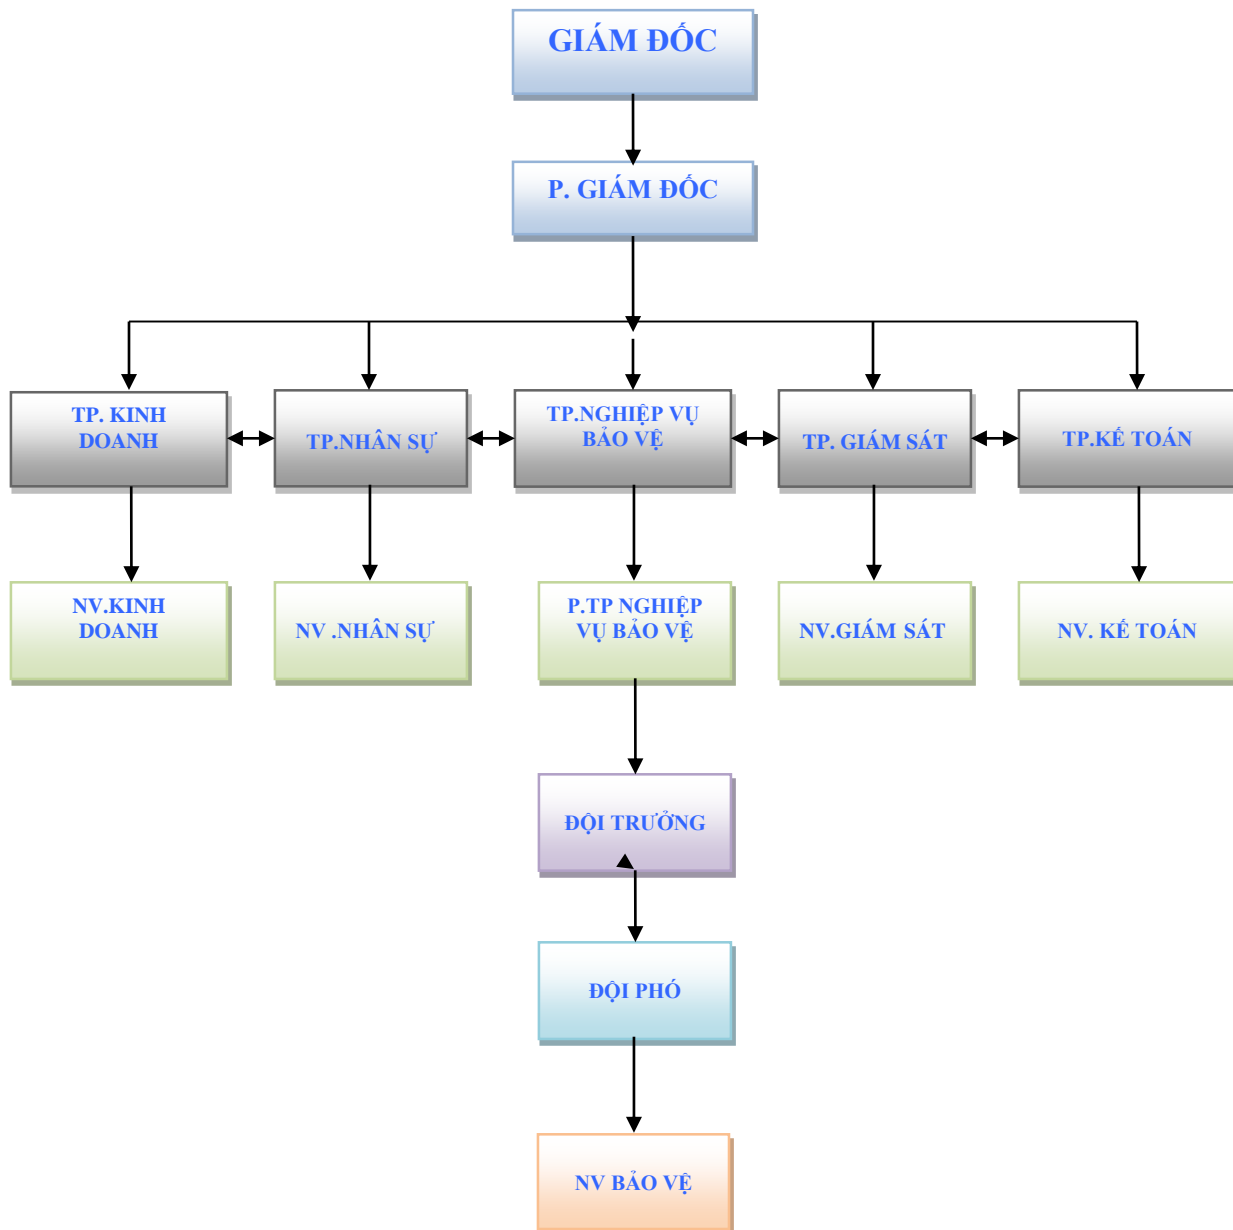 GIÁM ĐỐC
P. GIÁM ĐỐC
TP. KINH
DOANH
TP.NHÂN SỰ
TP.NGHIỆP VỤ
BẢO VỆ
TP. GIÁM SÁT
TP.KẾ TOÁN
NV.KINH
DOANH
NV .NHÂN SỰ
P.TP NGHIỆP
VỤ BẢO VỆ
NV.GIÁM SÁT
NV. KẾ TOÁN
ĐỘI TRƯỞNG
ĐỘI PHÓ
NV BẢO VỆ